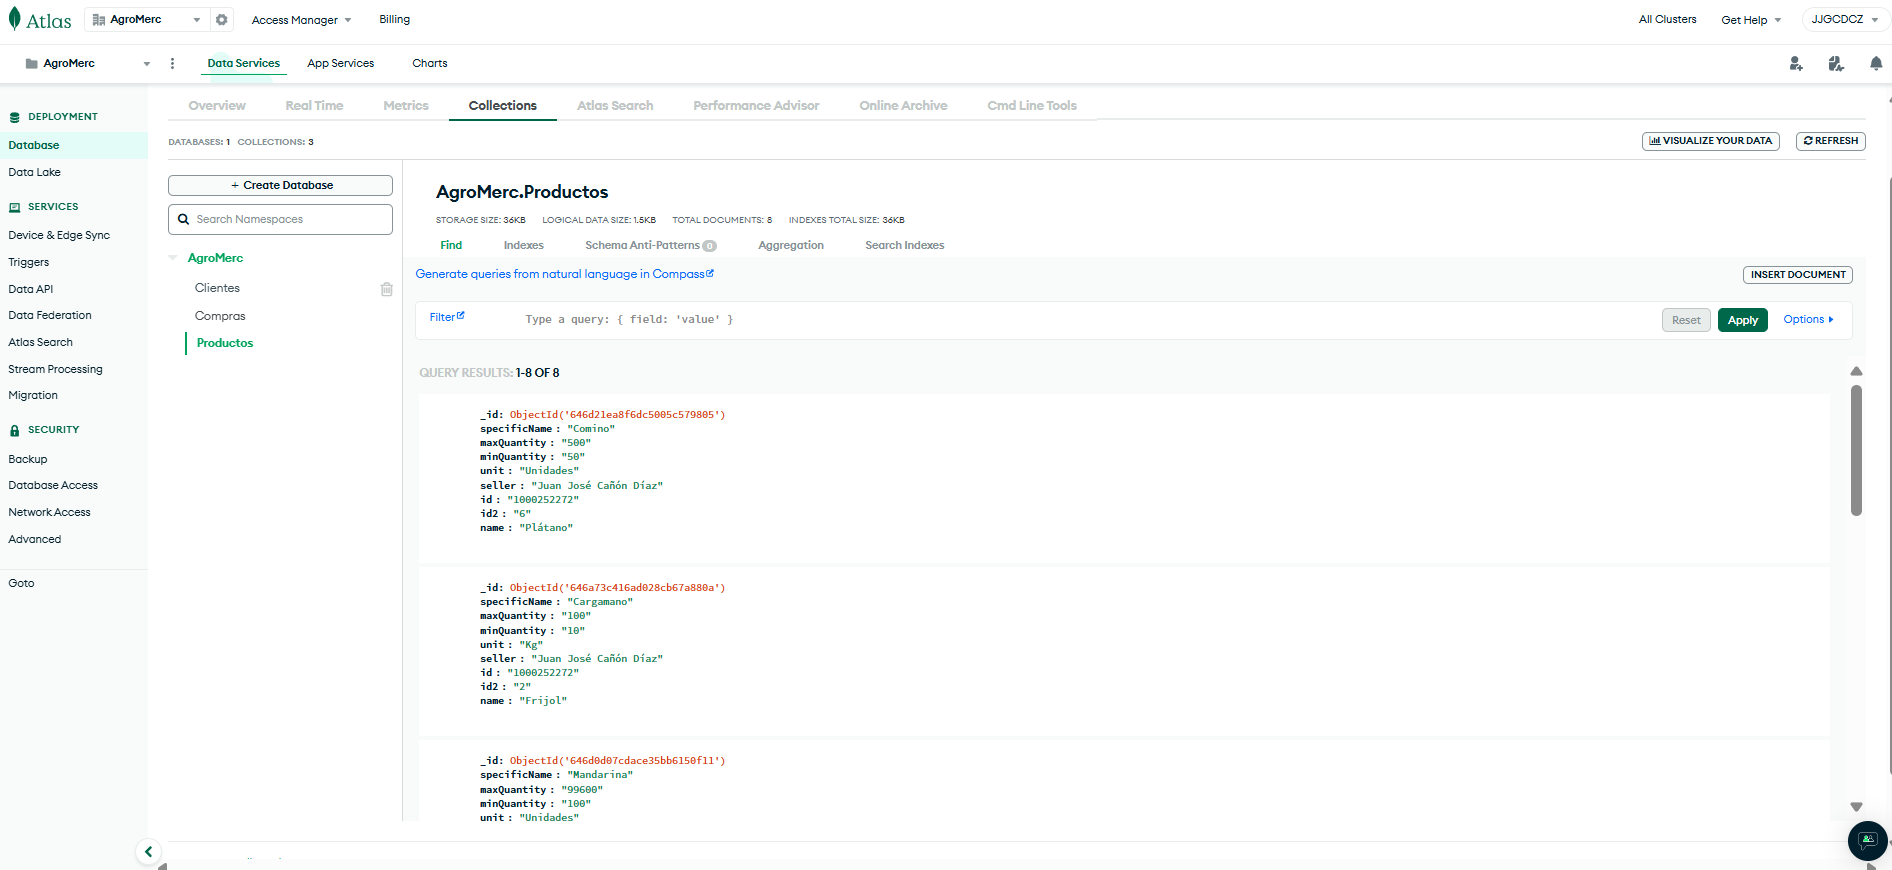 Atlas
AgroMerc
Access Manager
Billing
All Clusters
Get Help
JJGCDCZ
AgroMerc
Data Services
App Services
Charts
Overview
Real Time
Metrics
Collections
Atlas Search
Performance Advisor
Online Archive
Cmd Line Tools
DEPLOYMENT
Database
Data Lake
SERVICES
Device & Edge Sync
Triggers
Data API
Data Federation
Atlas Search
Stream Processing
Migration
SECURITY
Backup
Database Access
Network Access
Advanced
Goto
DATABASES: 1 COLLECTIONS: 3
VISUALIZE YOUR DATA
REFRESH
+ Create Database
Search Namespaces
AgroMerc
Clientes
Compras
Productos
AgroMerc.Productos
STORAGE SIZE: 36KB LOGICAL DATA SIZE: 1.5KB TOTAL DOCUMENTS: 8 INDEXES TOTAL SIZE: 36KB
Find
Indexes
Schema Anti-Patterns 0
Aggregation
Search Indexes
Generate queries from natural language in Compass
INSERT DOCUMENT
Filter
Type a query: { field: 'value' }
Reset
Apply
Options
QUERY RESULTS: 1-8 OF 8
_id: ObjectId('646d21ea8f6dc5005c579805')
specificName : "Comino"
maxQuantity : "500"
minQuantity : "50"
unit : "Unidades"
seller : "Juan José Cañón Díaz"
id : "1000252272"
id2 : "6"
name : "Plátano"
_id: ObjectId('646a73c416ad028cb67a880a')
specificName : "Cargamano"
maxQuantity : "100"
minQuantity : "10"
unit : "Kg"
seller : "Juan José Cañón Díaz"
id : "1000252272"
id2 : "2"
name : "Frijol"
_id: ObjectId('646d0d07cdace35bb6150f11')
specificName : "Mandarina"
maxQuantity : "99600"
minQuantity : "100"
unit : "Unidades"